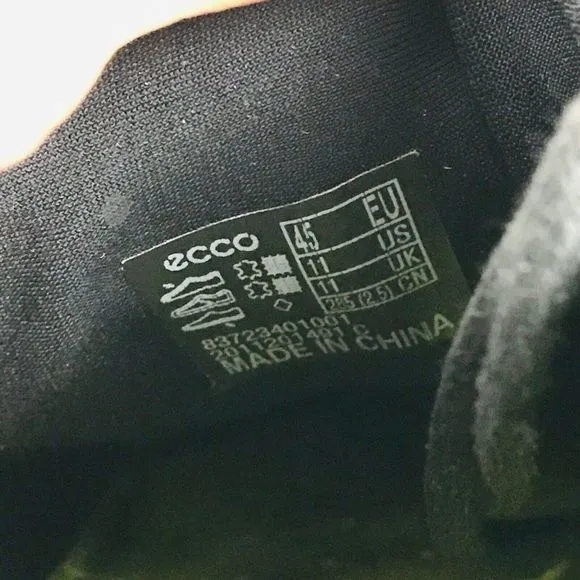 ecco
45 EU
11 US
11 UK
285 (2.5) CN
83723401001
MADE IN CHINA